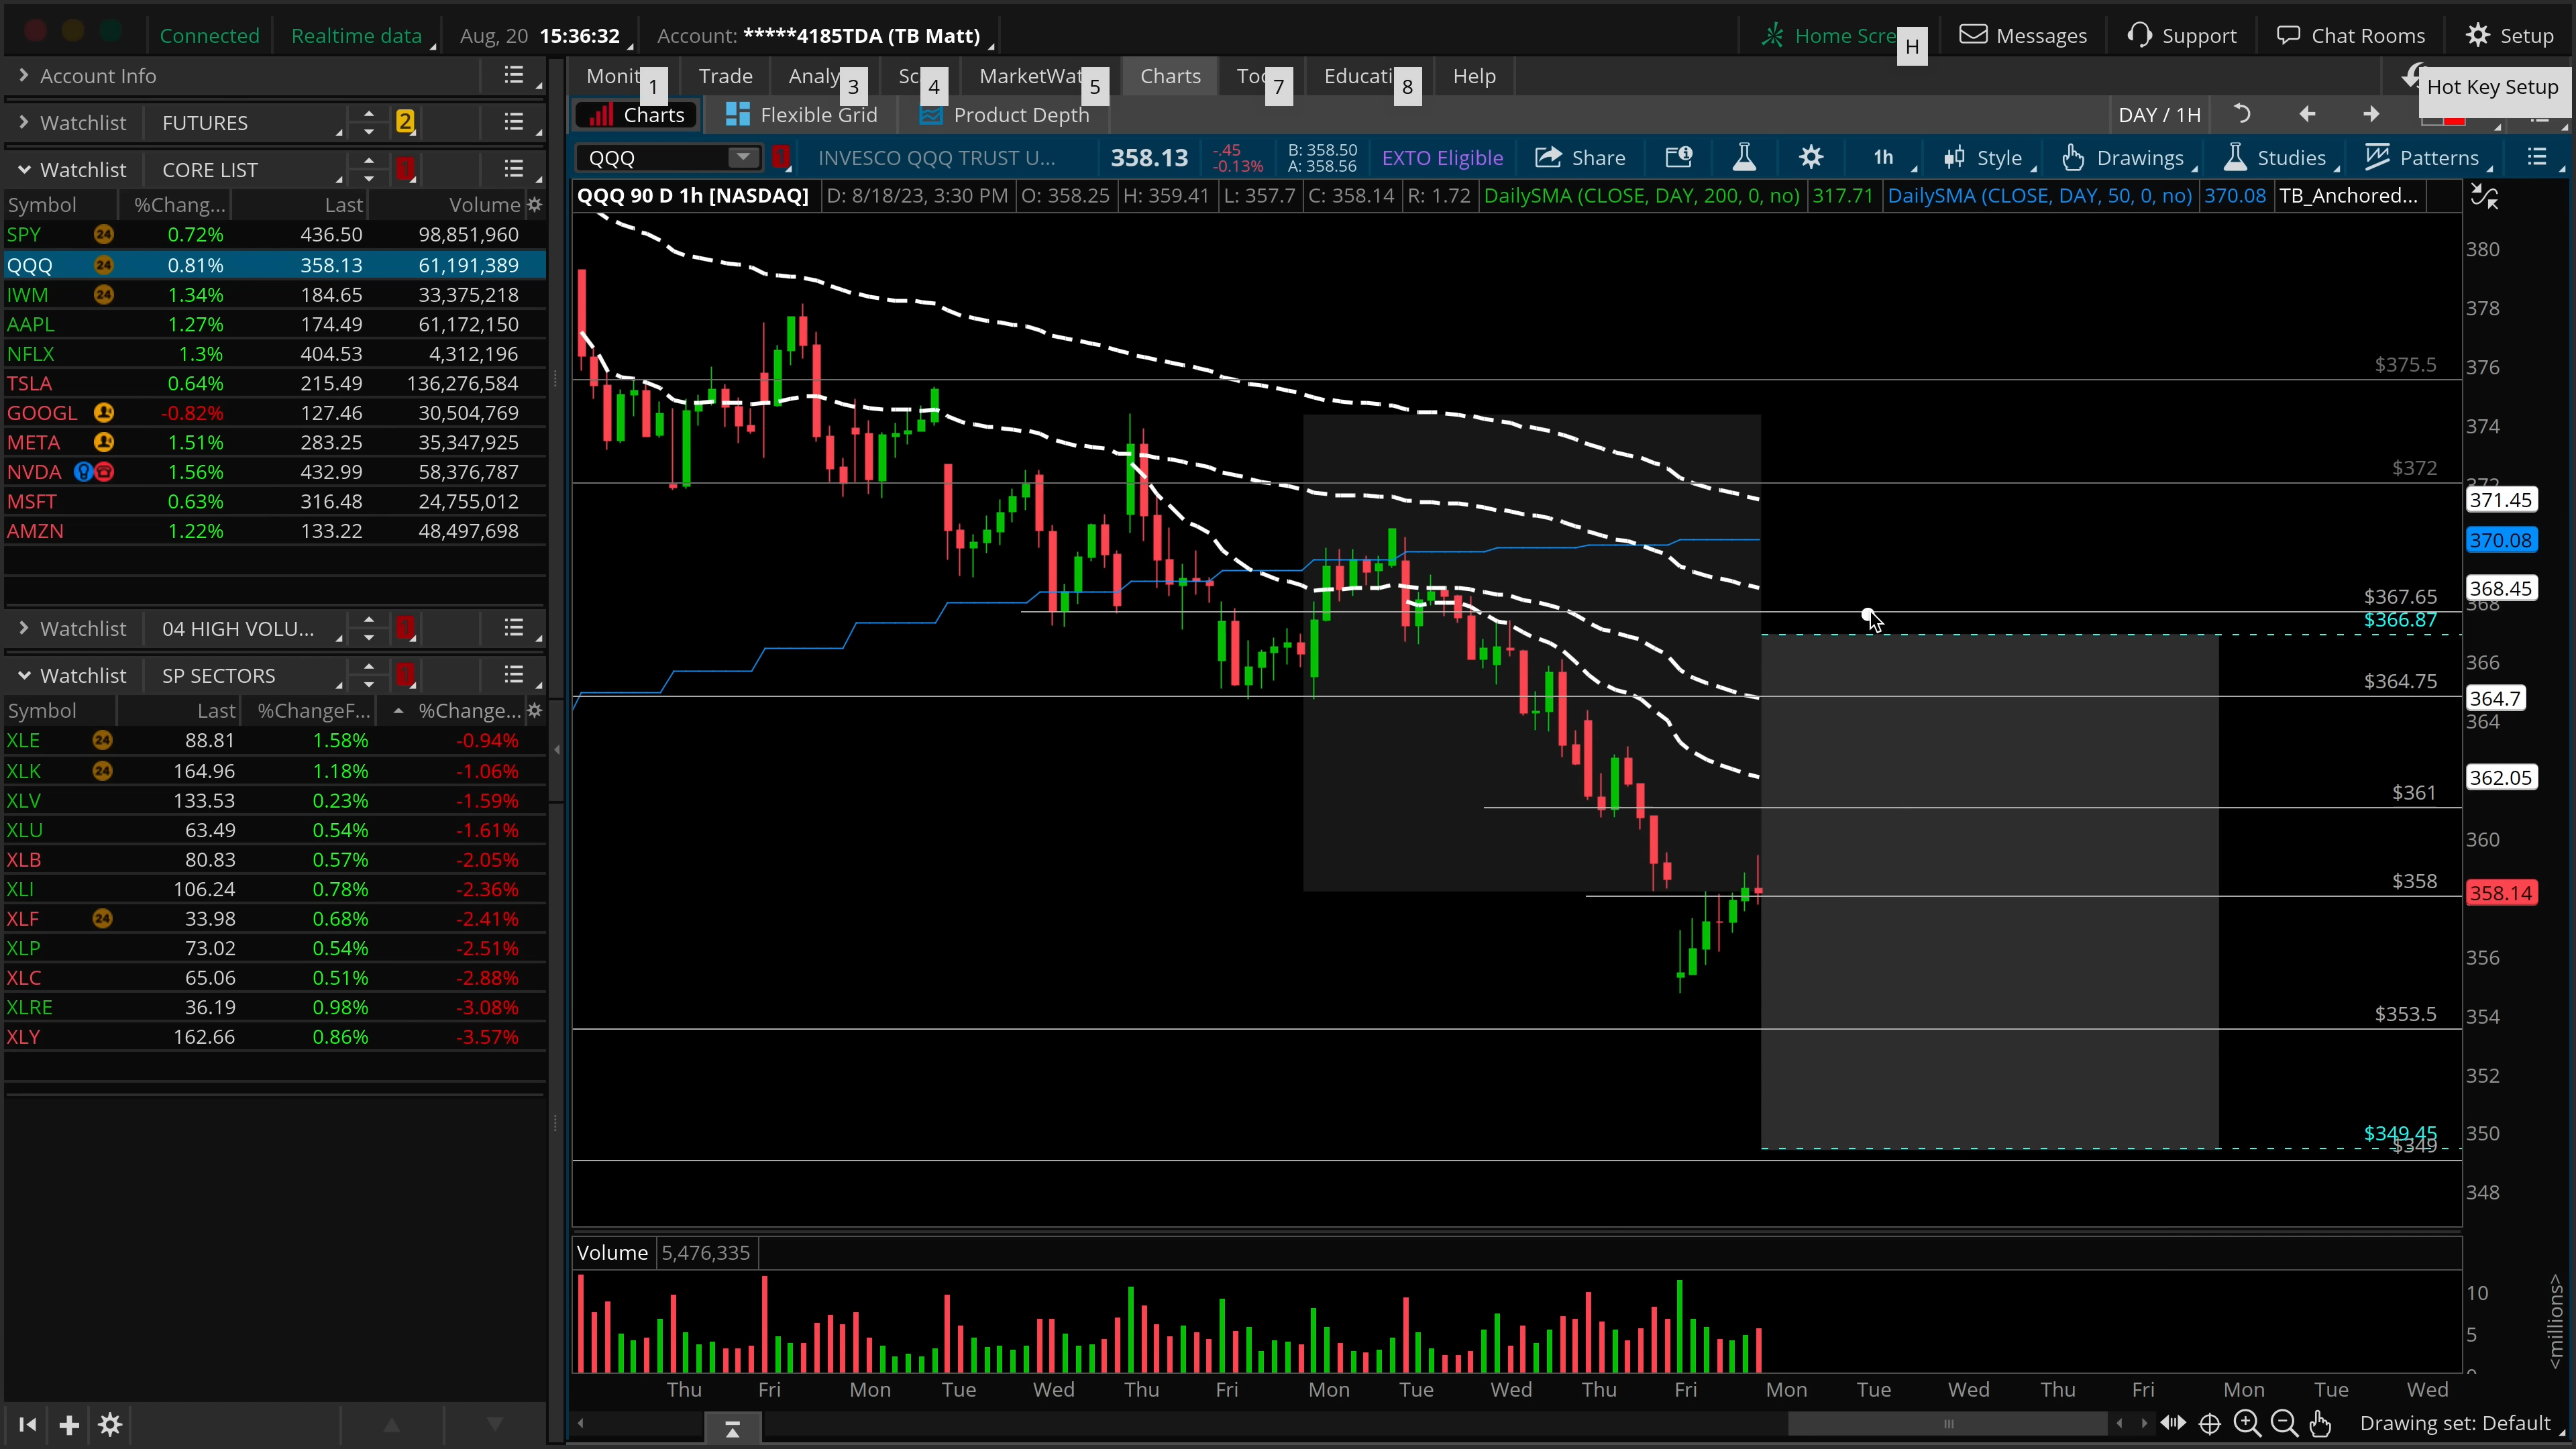 Connected Realtime data Aug, 20 15:36:32 Account: *****4185TDA (TB Matt) Home Scre H Messages Support Chat Rooms Setup
Account Info
Monit 1 Trade Analy 3 Sc 4 MarketWat 5 Charts Too 7 Educati 8 Help Hot Key Setup
Charts Flexible Grid Product Depth DAY / 1H
Watchlist FUTURES 2
Watchlist CORE LIST 1
QQQ 1 INVESCO QQQ TRUST U... 358.13 -.45 -0.13% B: 358.50 A: 358.56 EXTO Eligible Share 1h Style Drawings Studies Patterns
QQQ 90 D 1h [NASDAQ] D: 8/18/23, 3:30 PM O: 358.25 H: 359.41 L: 357.7 C: 358.14 R: 1.72 DailySMA (CLOSE, DAY, 200, 0, no) 317.71 DailySMA (CLOSE, DAY, 50, 0, no) 370.08 TB_Anchored...
Symbol %Chang... Last Volume
SPY 24 0.72% 436.50 98,851,960
QQQ 24 0.81% 358.13 61,191,389
IWM 24 1.34% 184.65 33,375,218
AAPL 1.27% 174.49 61,172,150
NFLX 1.3% 404.53 4,312,196
TSLA 0.64% 215.49 136,276,584
GOOGL -0.82% 127.46 30,504,769
META 1.51% 283.25 35,347,925
NVDA 1.56% 432.99 58,376,787
MSFT 0.63% 316.48 24,755,012
AMZN 1.22% 133.22 48,497,698
Watchlist 04 HIGH VOLU... 1
Watchlist SP SECTORS 1
Symbol Last %ChangeF... %Change...
XLE 24 88.81 1.58% -0.94%
XLK 24 164.96 1.18% -1.06%
XLV 133.53 0.23% -1.59%
XLU 63.49 0.54% -1.61%
XLB 80.83 0.57% -2.05%
XLI 106.24 0.78% -2.36%
XLF 24 33.98 0.68% -2.41%
XLP 73.02 0.54% -2.51%
XLC 65.06 0.51% -2.88%
XLRE 36.19 0.98% -3.08%
XLY 162.66 0.86% -3.57%
380
378
$375.5
376
374
$372
372
371.45
370.08
368.45
$367.65
368
$366.87
366
$364.75
364.7
364
362.05
$361
360
$358
358.14
356
$353.5
354
352
$349.45
350
$349
348
Volume 5,476,335
10
5
<millions>
Thu Fri Mon Tue Wed Thu Fri Mon Tue Wed Thu Fri Mon Tue Wed Thu Fri Mon Tue Wed
Drawing set: Default